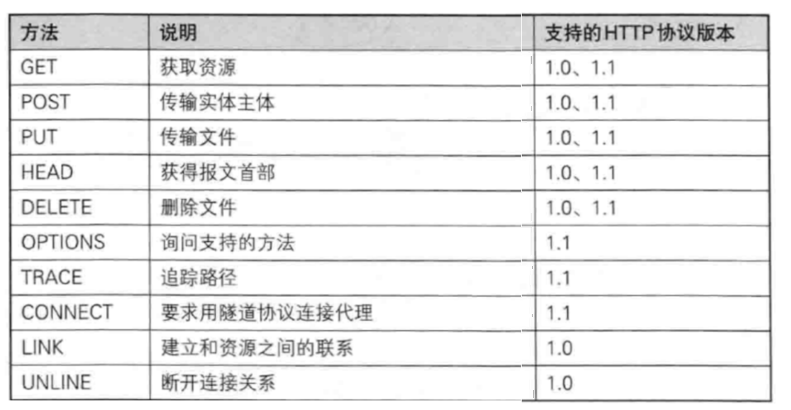 方法 说明 支持的HTTP协议版本
GET 获取资源 1.0、1.1
POST 传输实体主体 1.0、1.1
PUT 传输文件 1.0、1.1
HEAD 获得报文首部 1.0、1.1
DELETE 删除文件 1.0、1.1
OPTIONS 询问支持的方法 1.1
TRACE 追踪路径 1.1
CONNECT 要求用隧道协议连接代理 1.1
LINK 建立和资源之间的联系 1.0
UNLINE 断开连接关系 1.0